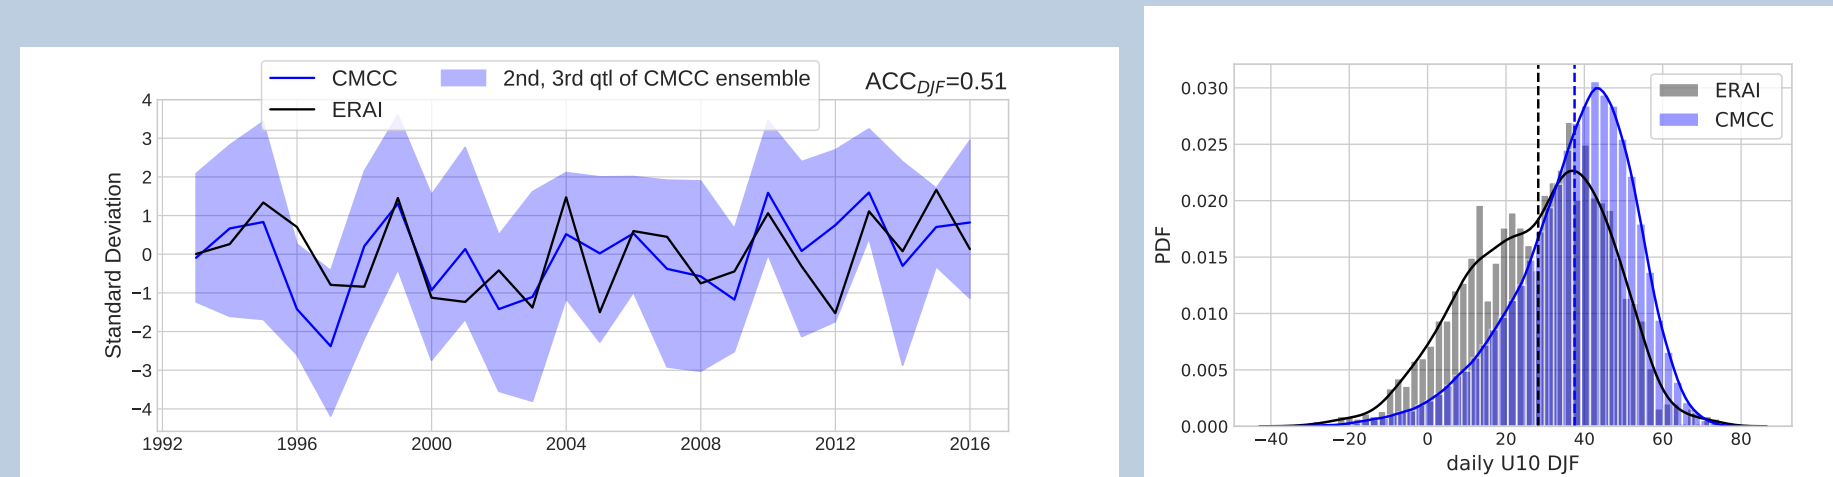 CMCC
2nd, 3rd qtl of CMCC ensemble
ERAI
ACC_DJF=0.51
Standard Deviation
4
3
2
1
0
−1
−2
−3
−4
1992 1996 2000 2004 2008 2012 2016
ERAI
CMCC
PDF
0.030
0.025
0.020
0.015
0.010
0.005
0.000
−40 −20 0 20 40 60 80
daily U10 DJF